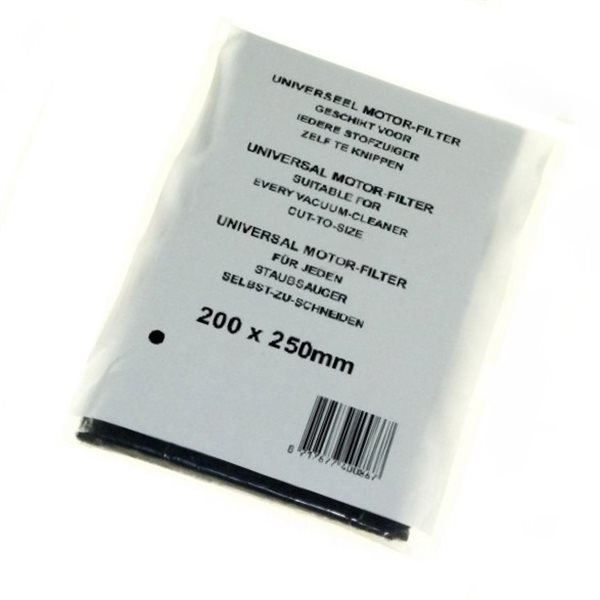 UNIVERSEEL MOTOR-FILTER
GESCHIKT VOOR
IEDERE STOFZUIGER
ZELF TE KNIPPEN
UNIVERSAL MOTOR-FILTER
SUITABLE FOR
EVERY VACUUM-CLEANER
CUT-TO-SIZE
UNIVERSAL MOTOR-FILTER
FÜR JEDEN
STAUBSAUGER
SELBST-ZU-SCHNEIDEN
200 x 250mm